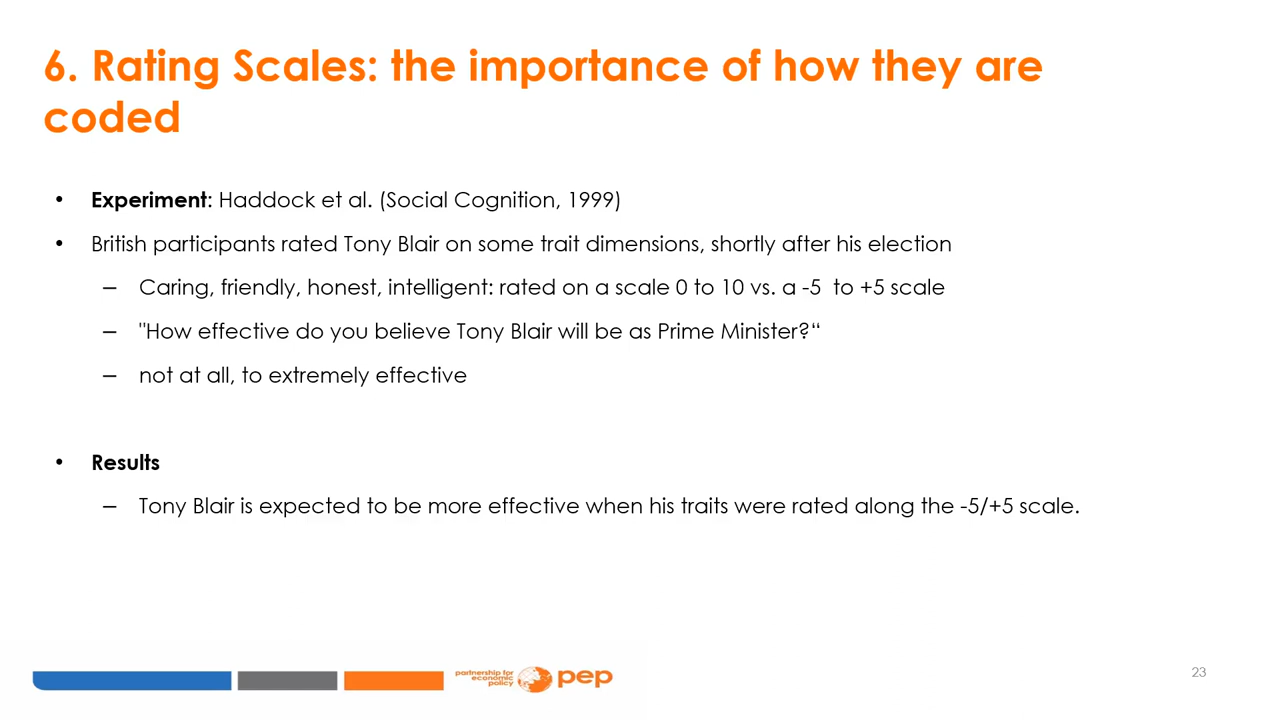 6. Rating Scales: the importance of how they are
coded
• Experiment: Haddock et al. (Social Cognition, 1999)
• British participants rated Tony Blair on some trait dimensions, shortly after his election
– Caring, friendly, honest, intelligent: rated on a scale 0 to 10 vs. a -5 to +5 scale
– "How effective do you believe Tony Blair will be as Prime Minister?“
– not at all, to extremely effective
• Results
– Tony Blair is expected to be more effective when his traits were rated along the -5/+5 scale.
partnership for
economic
policy
pep
23